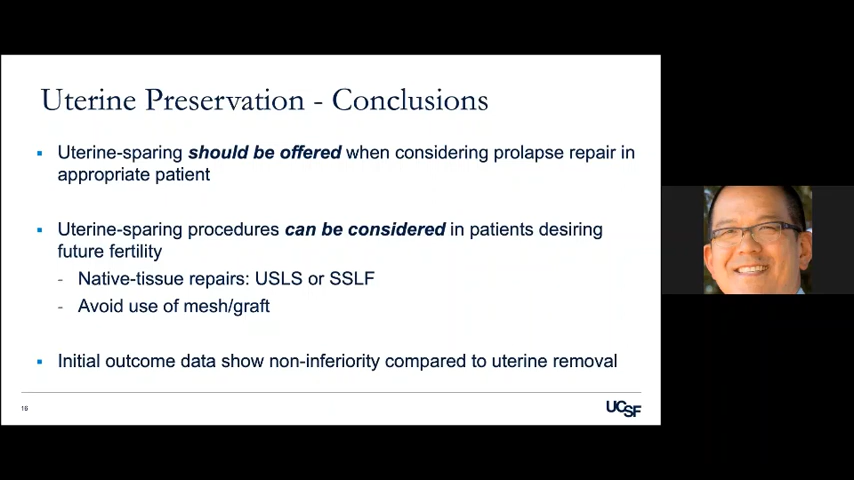 Uterine Preservation - Conclusions
▪ Uterine-sparing should be offered when considering prolapse repair in
appropriate patient
▪ Uterine-sparing procedures can be considered in patients desiring
future fertility
- Native-tissue repairs: USLS or SSLF
- Avoid use of mesh/graft
▪ Initial outcome data show non-inferiority compared to uterine removal
16
UCSF